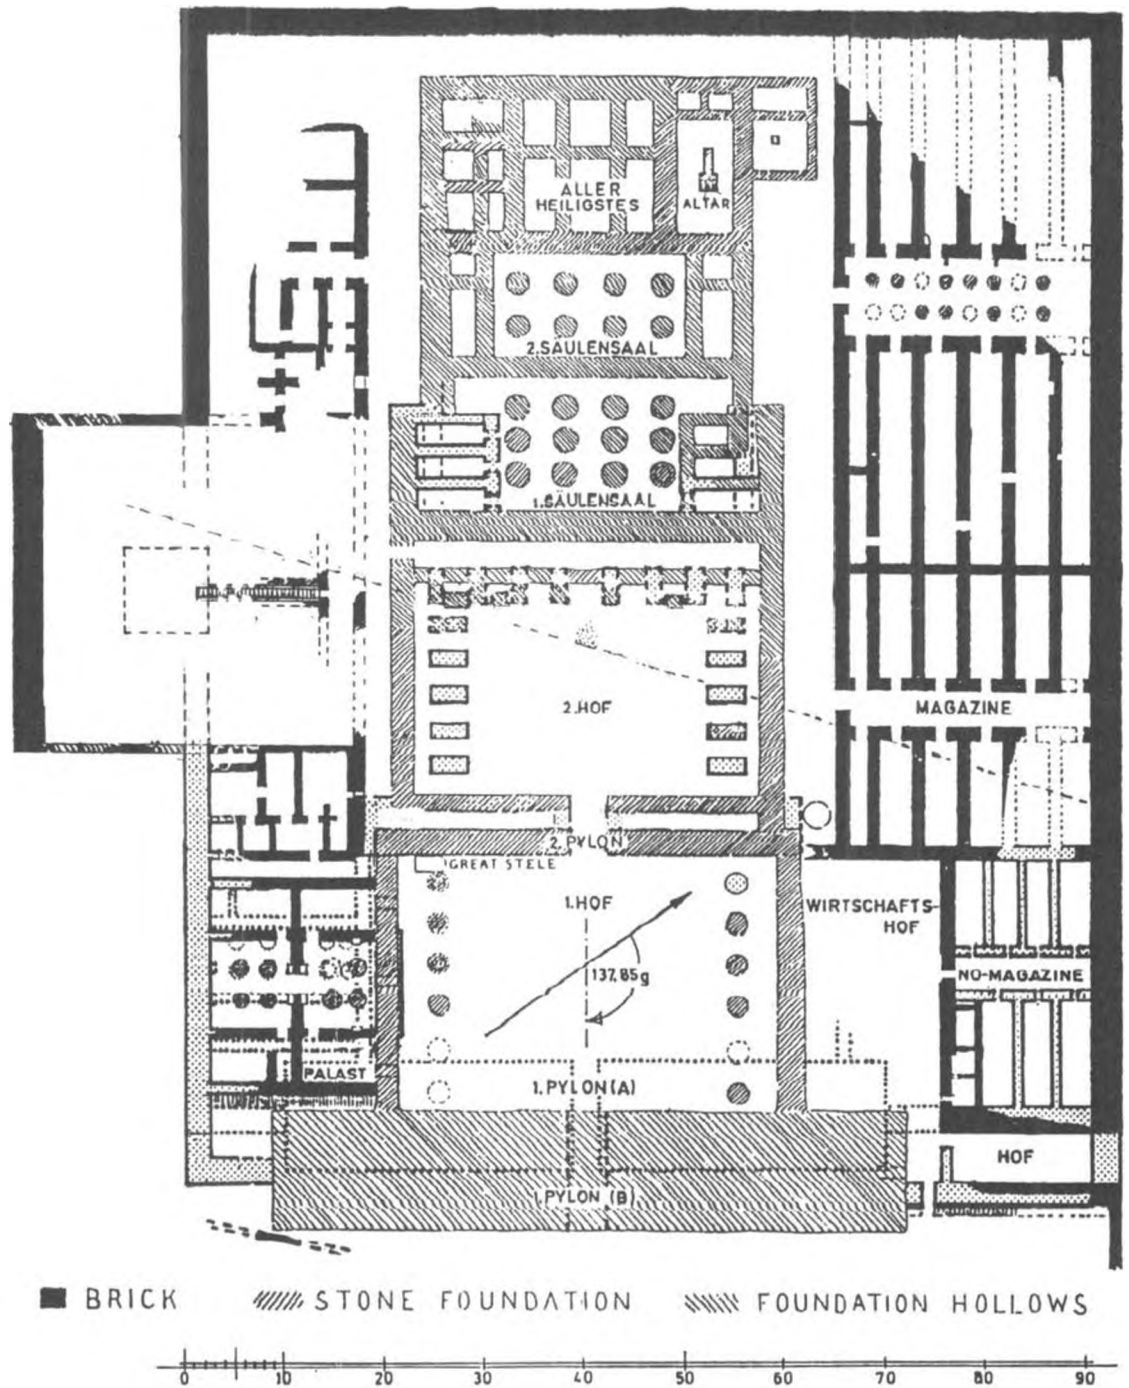 ALLER
HEILIGSTES
ALTAR
2.SÄULENSAAL
1.SÄULENSAAL
2.HOF
MAGAZINE
2.PYLON
GREAT STELE
1.HOF
WIRTSCHAFTS-
HOF
137,85g
NO-MAGAZINE
PALAST
1.PYLON(A)
HOF
1.PYLON (B)
BRICK STONE FOUNDATION FOUNDATION HOLLOWS
0 10 20 30 40 50 60 70 80 90